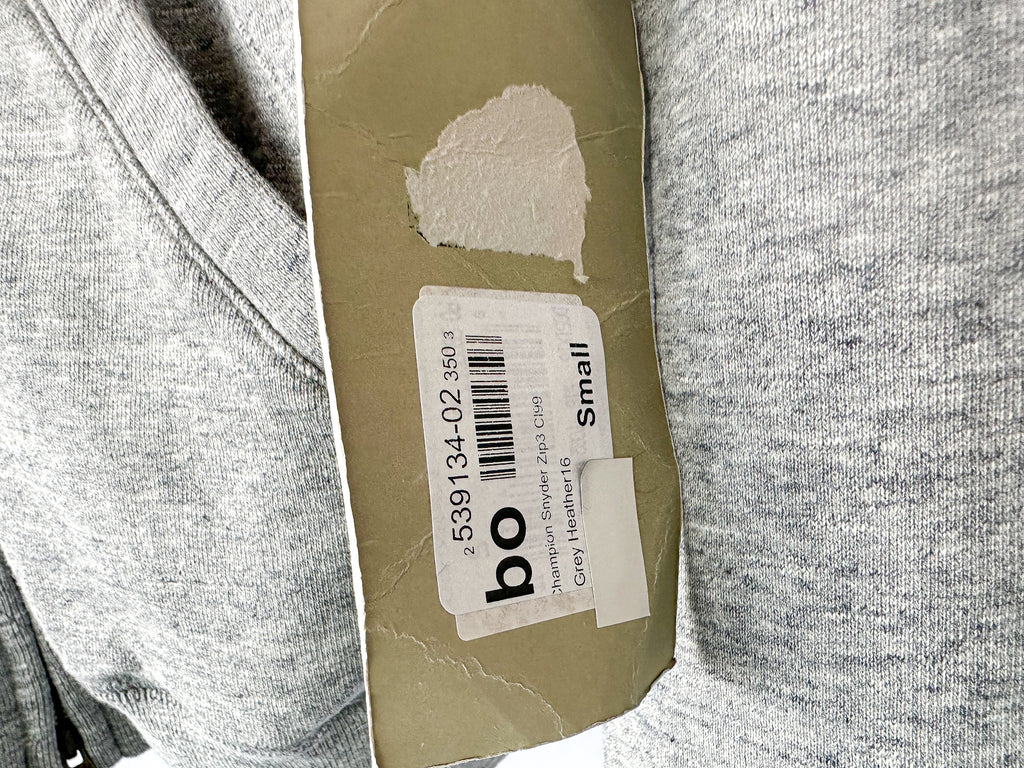 2 539134-02 350 3
bo
Champion Snyder Zip3 Cl99
Grey Heather16
Small